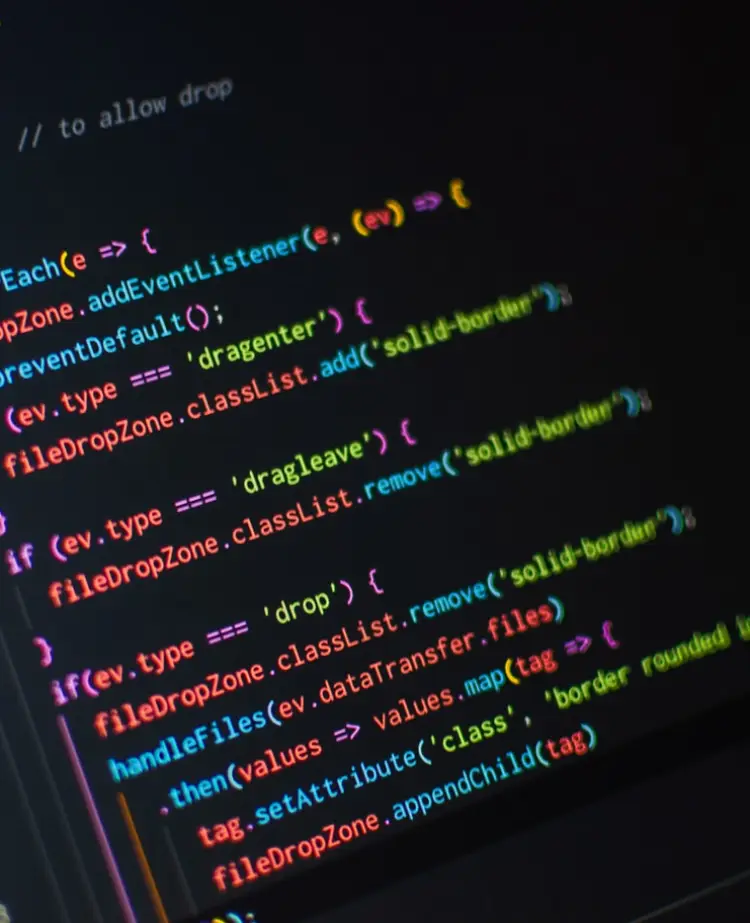 // to allow drop
Each(e => {
pZone.addEventListener(e, (ev) => {
preventDefault();
(ev.type === 'dragenter') {
fileDropZone.classList.add('solid-border');
}
if (ev.type === 'dragleave') {
fileDropZone.classList.remove('solid-border');
}
if(ev.type === 'drop') {
fileDropZone.classList.remove('solid-border');
handleFiles(ev.dataTransfer.files)
.then(values => values.map(tag => {
tag.setAttribute('class', 'border rounded
fileDropZone.appendChild(tag)
);